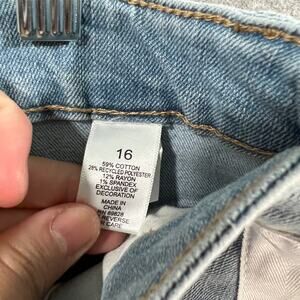 16
59% COTTON
28% RECYCLED POLYESTER
12% RAYON
1% SPANDEX
EXCLUSIVE OF
DECORATION
MADE IN
CHINA
REVERSE
CARE